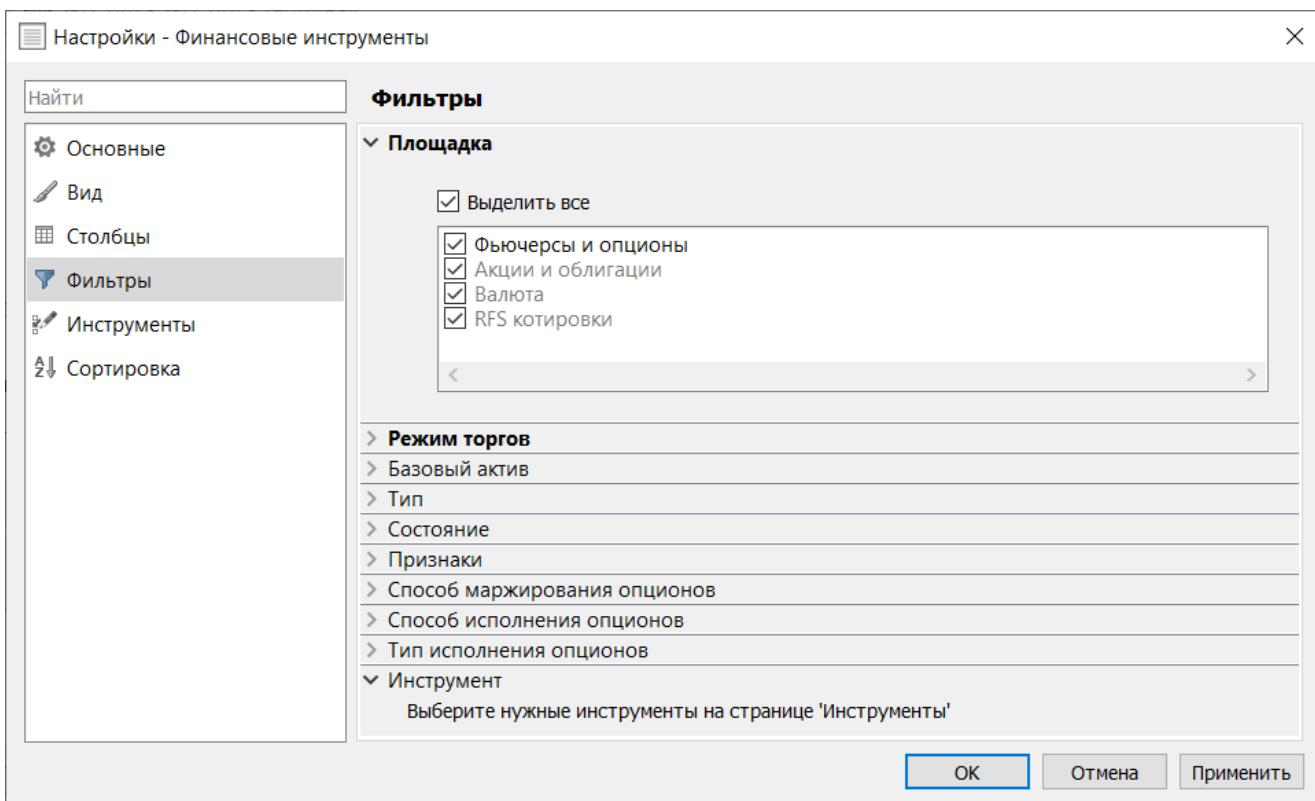 Настройки - Финансовые инструменты
Найти
Основные
Вид
Столбцы
Фильтры
Инструменты
Сортировка
Фильтры
Площадка
Выделить все
Фьючерсы и опционы
Акции и облигации
Валюта
RFS котировки
Режим торгов
Базовый актив
Тип
Состояние
Признаки
Способ маржирования опционов
Способ исполнения опционов
Тип исполнения опционов
Инструмент
Выберите нужные инструменты на странице 'Инструменты'
OK
Отмена
Применить